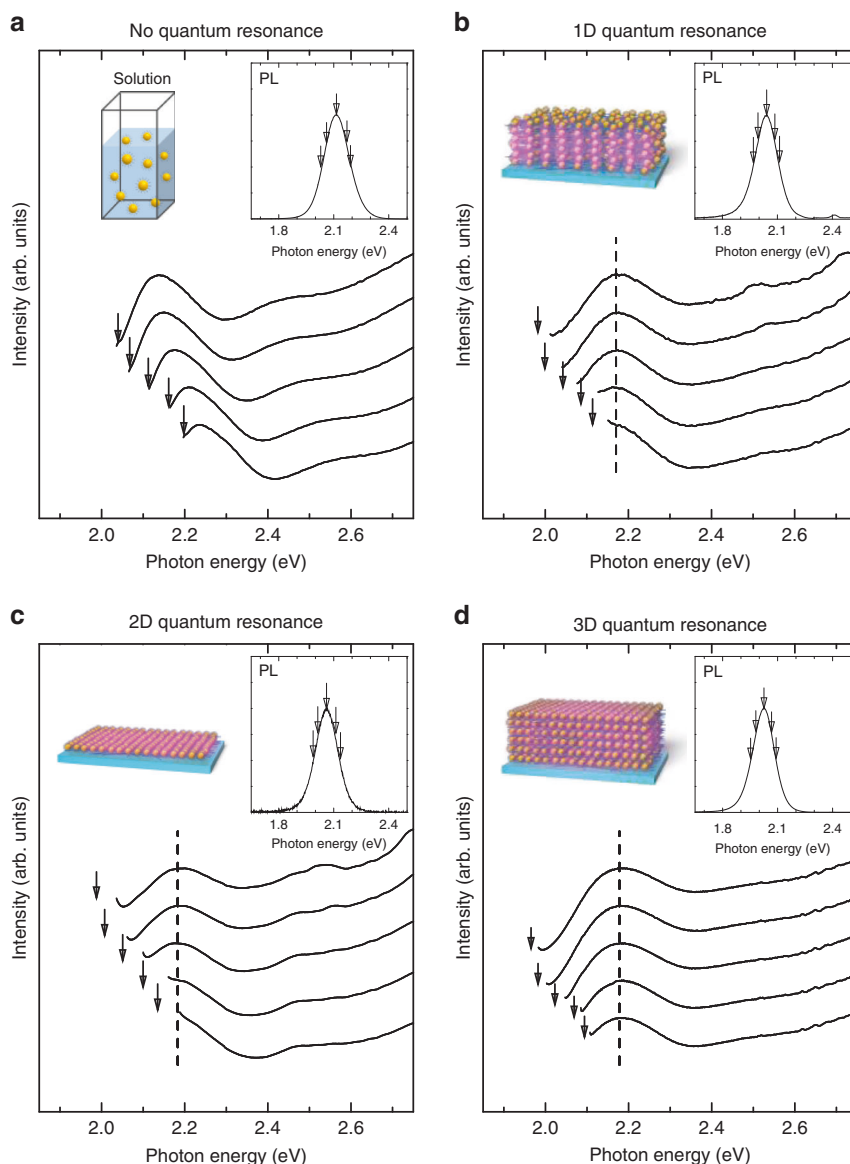 a
No quantum resonance
Solution
PL
1.8 2.1 2.4
Photon energy (eV)
Intensity (arb. units)
2.0 2.2 2.4 2.6
Photon energy (eV)
b
1D quantum resonance
PL
1.8 2.1 2.4
Photon energy (eV)
Intensity (arb. units)
2.0 2.2 2.4 2.6
Photon energy (eV)
c
2D quantum resonance
PL
1.8 2.1 2.4
Photon energy (eV)
Intensity (arb. units)
2.0 2.2 2.4 2.6
Photon energy (eV)
d
3D quantum resonance
PL
1.8 2.1 2.4
Photon energy (eV)
Intensity (arb. units)
2.0 2.2 2.4 2.6
Photon energy (eV)